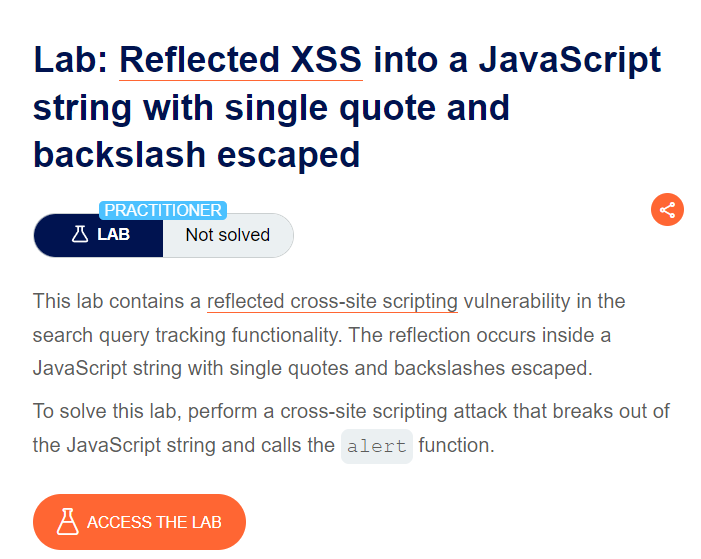 Lab: Reflected XSS into a JavaScript
string with single quote and
backslash escaped
PRACTITIONER
LAB
Not solved
This lab contains a reflected cross-site scripting vulnerability in the
search query tracking functionality. The reflection occurs inside a
JavaScript string with single quotes and backslashes escaped.
To solve this lab, perform a cross-site scripting attack that breaks out of
the JavaScript string and calls the alert function.
ACCESS THE LAB